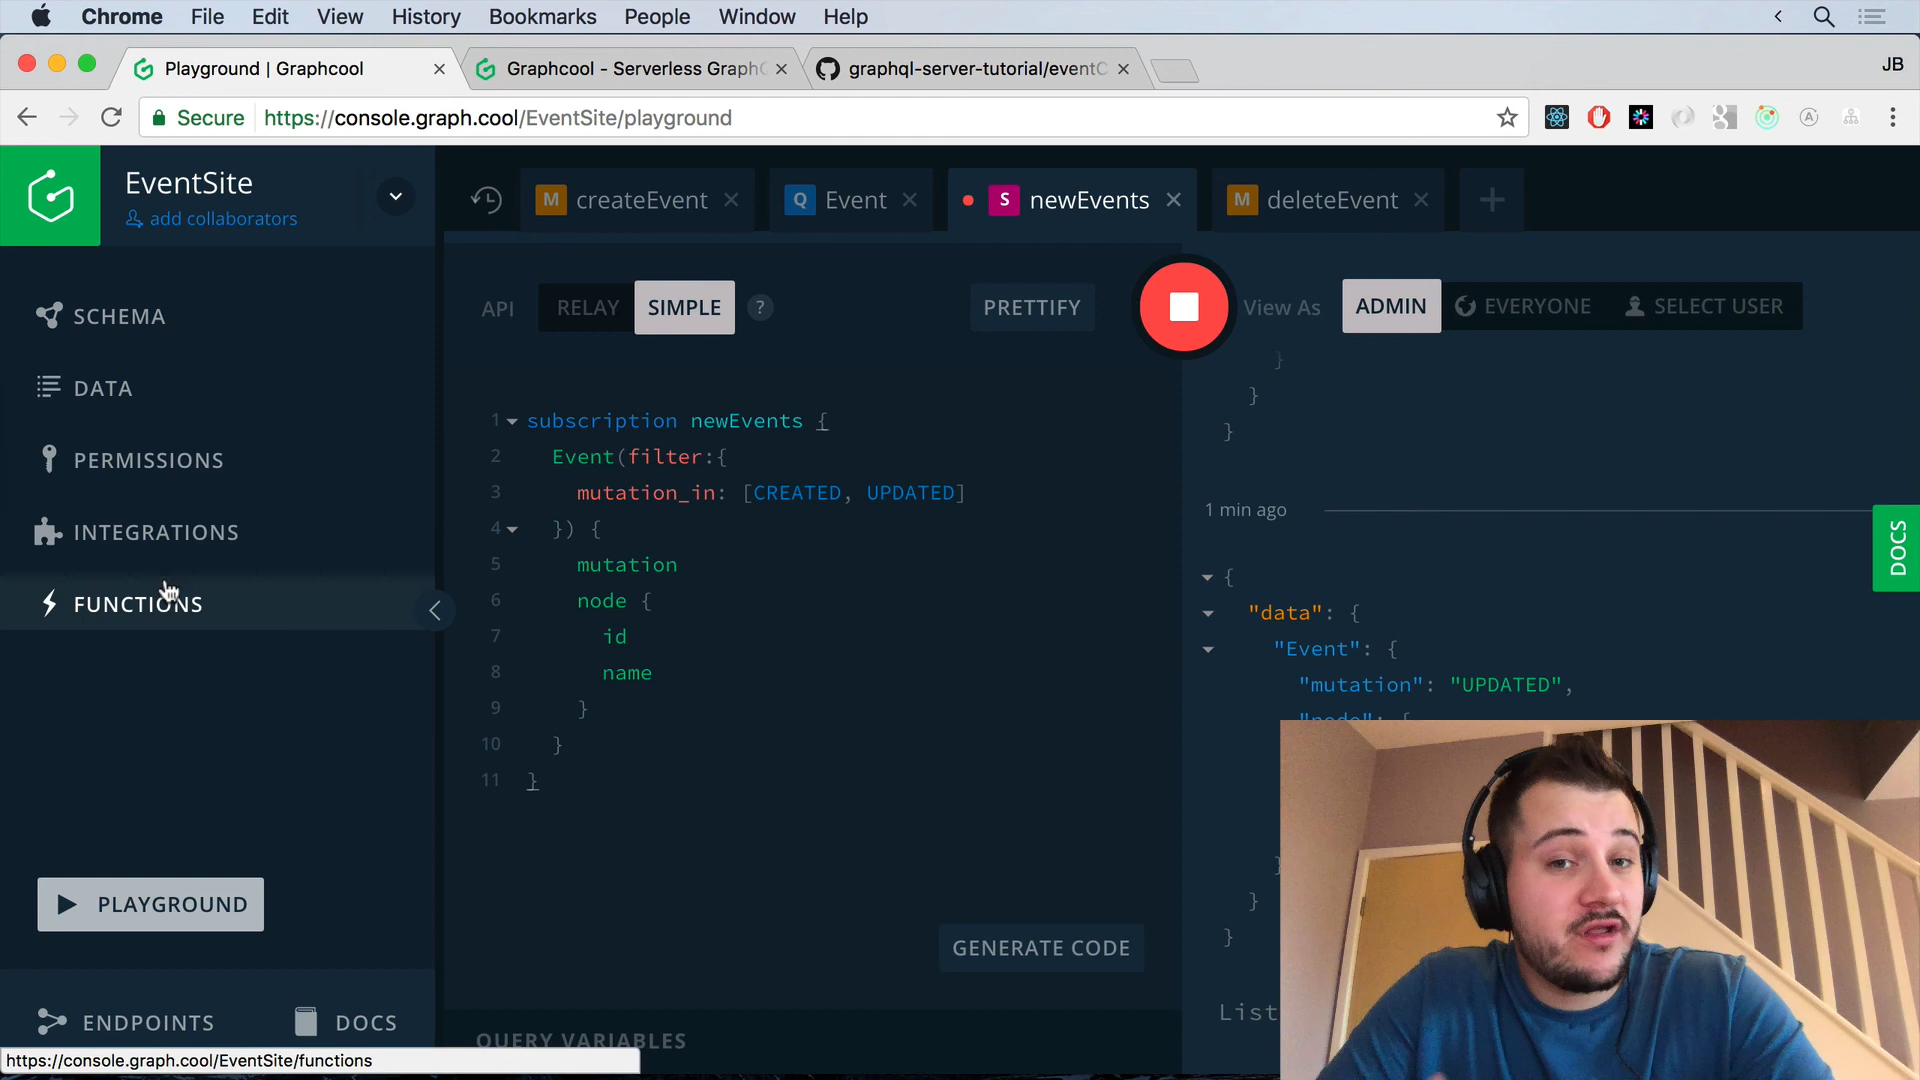 Chrome File Edit View History Bookmarks People Window Help
Playground | Graphcool
Graphcool - Serverless Graph
graphql-server-tutorial/event
JB
Secure https://console.graph.cool/EventSite/playground
EventSite
add collaborators
M createEvent
Q Event
S newEvents
M deleteEvent
API RELAY SIMPLE ?
PRETTIFY
View As ADMIN EVERYONE SELECT USER
SCHEMA
DATA
PERMISSIONS
INTEGRATIONS
FUNCTIONS
PLAYGROUND
ENDPOINTS
DOCS
https://console.graph.cool/EventSite/functions
1 subscription newEvents {
2 Event(filter:{
3 mutation_in: [CREATED, UPDATED]
4 }) {
5 mutation
6 node {
7 id
8 name
9 }
10 }
11 }
GENERATE CODE
QUERY VARIABLES
}
}
}
1 min ago
{
"data": {
"Event": {
"mutation": "UPDATED",
"node": {
}
}
}
DOCS